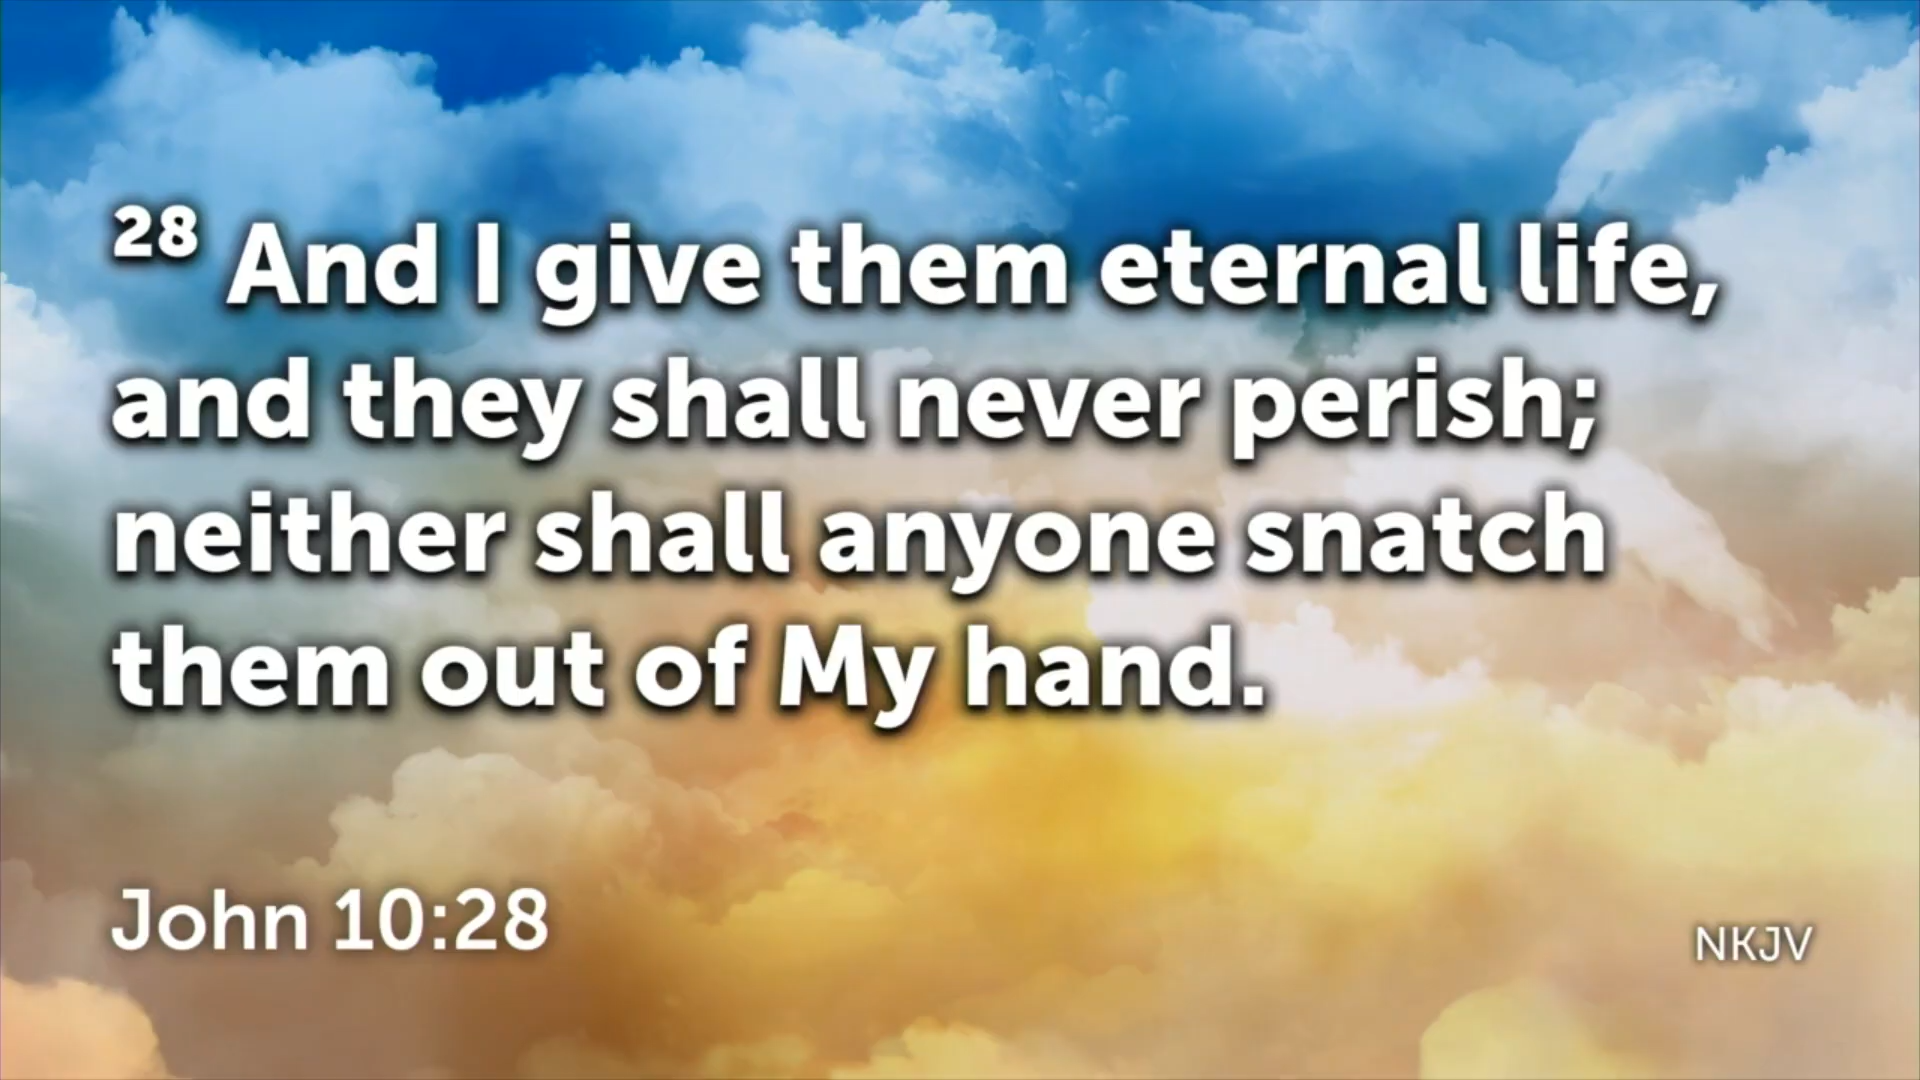 28 And I give them eternal life,
and they shall never perish;
neither shall anyone snatch
them out of My hand.
John 10:28
NKJV